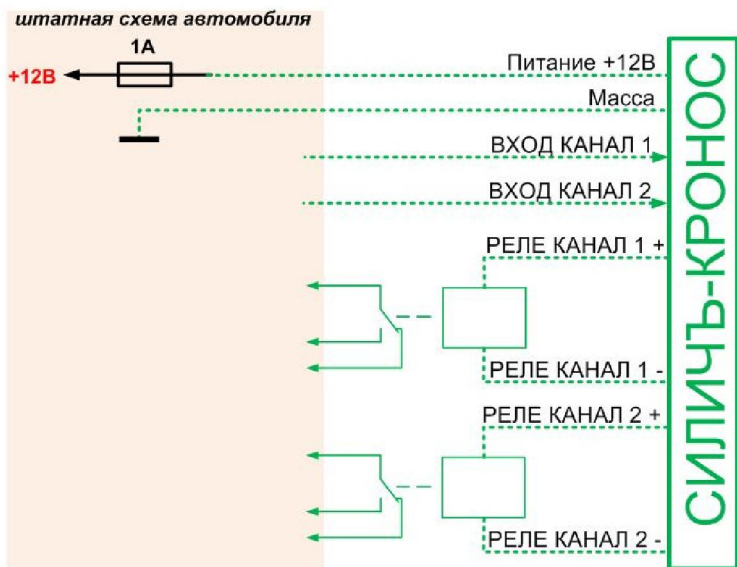 штатная схема автомобиля
1А
+12В
Питание +12В
Масса
ВХОД КАНАЛ 1
ВХОД КАНАЛ 2
РЕЛЕ КАНАЛ 1 +
РЕЛЕ КАНАЛ 1 -
РЕЛЕ КАНАЛ 2 +
РЕЛЕ КАНАЛ 2 -
СИЛИЧЪ-КРОНОС